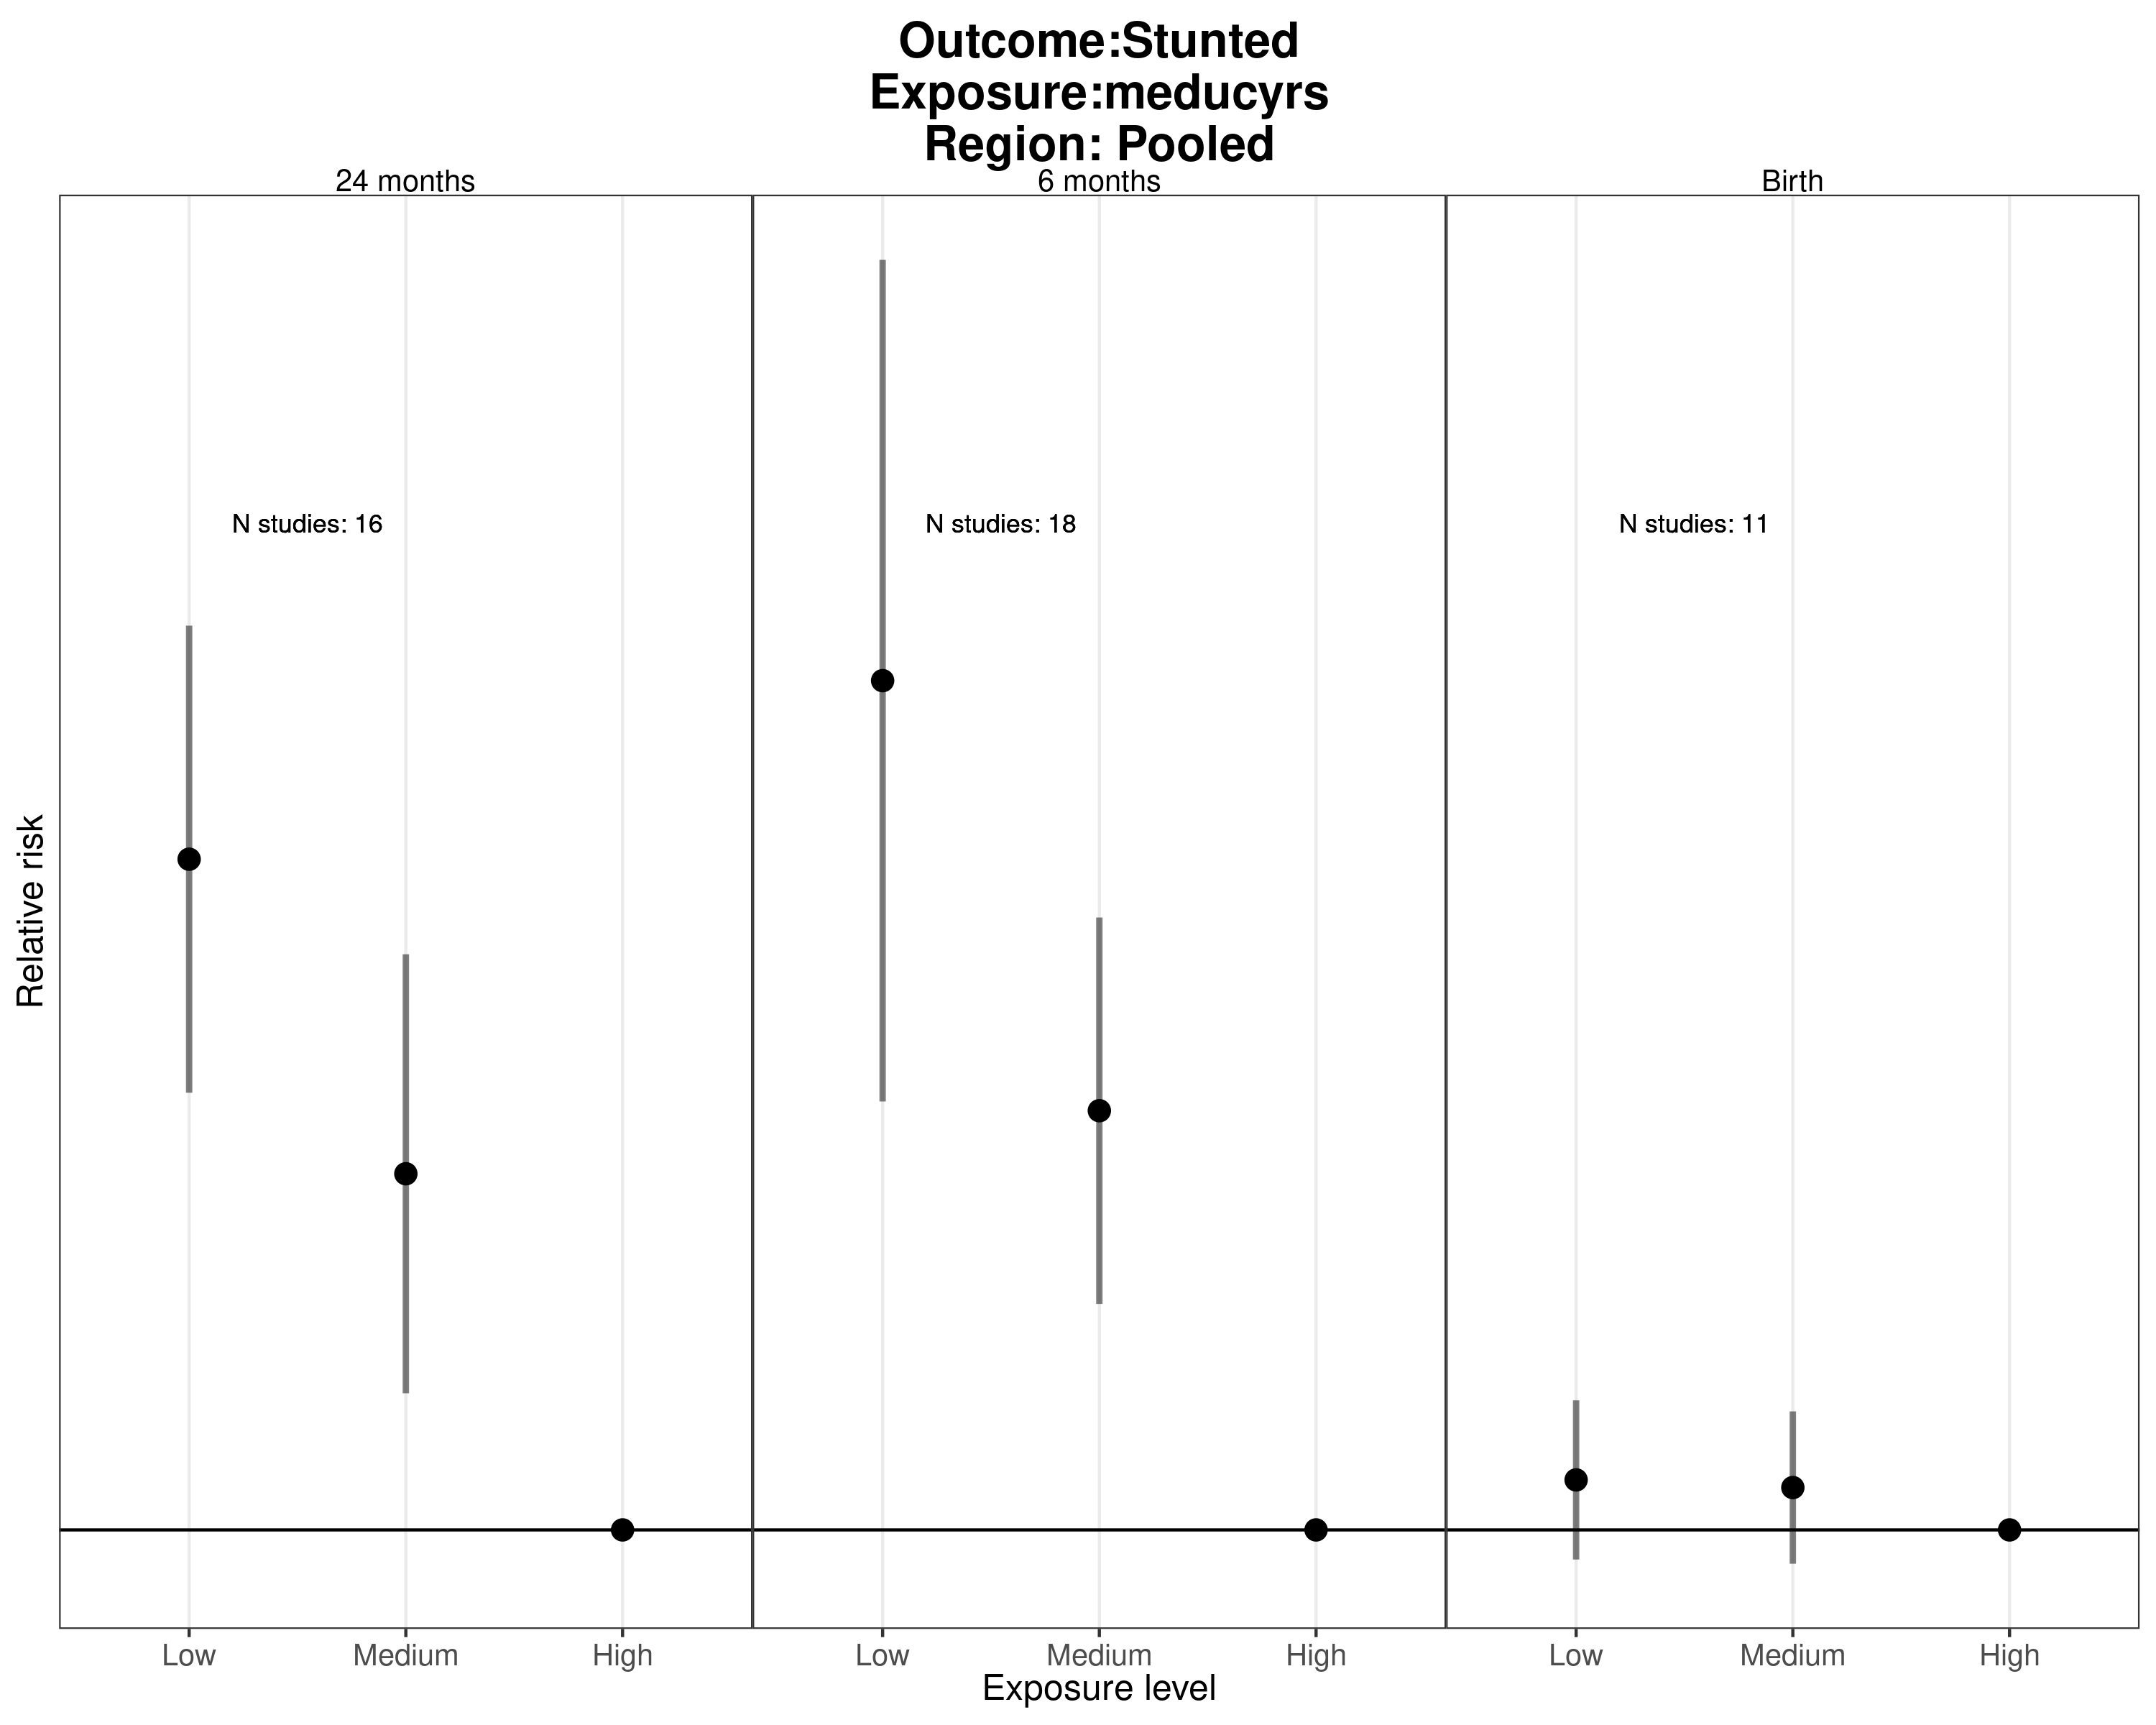 Outcome:Stunted
Exposure:meducyrs
Region: Pooled
24 months
6 months
Birth
N studies: 16
N studies: 18
N studies: 11
Relative risk
Low
Medium
High
Low
Medium
High
Low
Medium
High
Exposure level